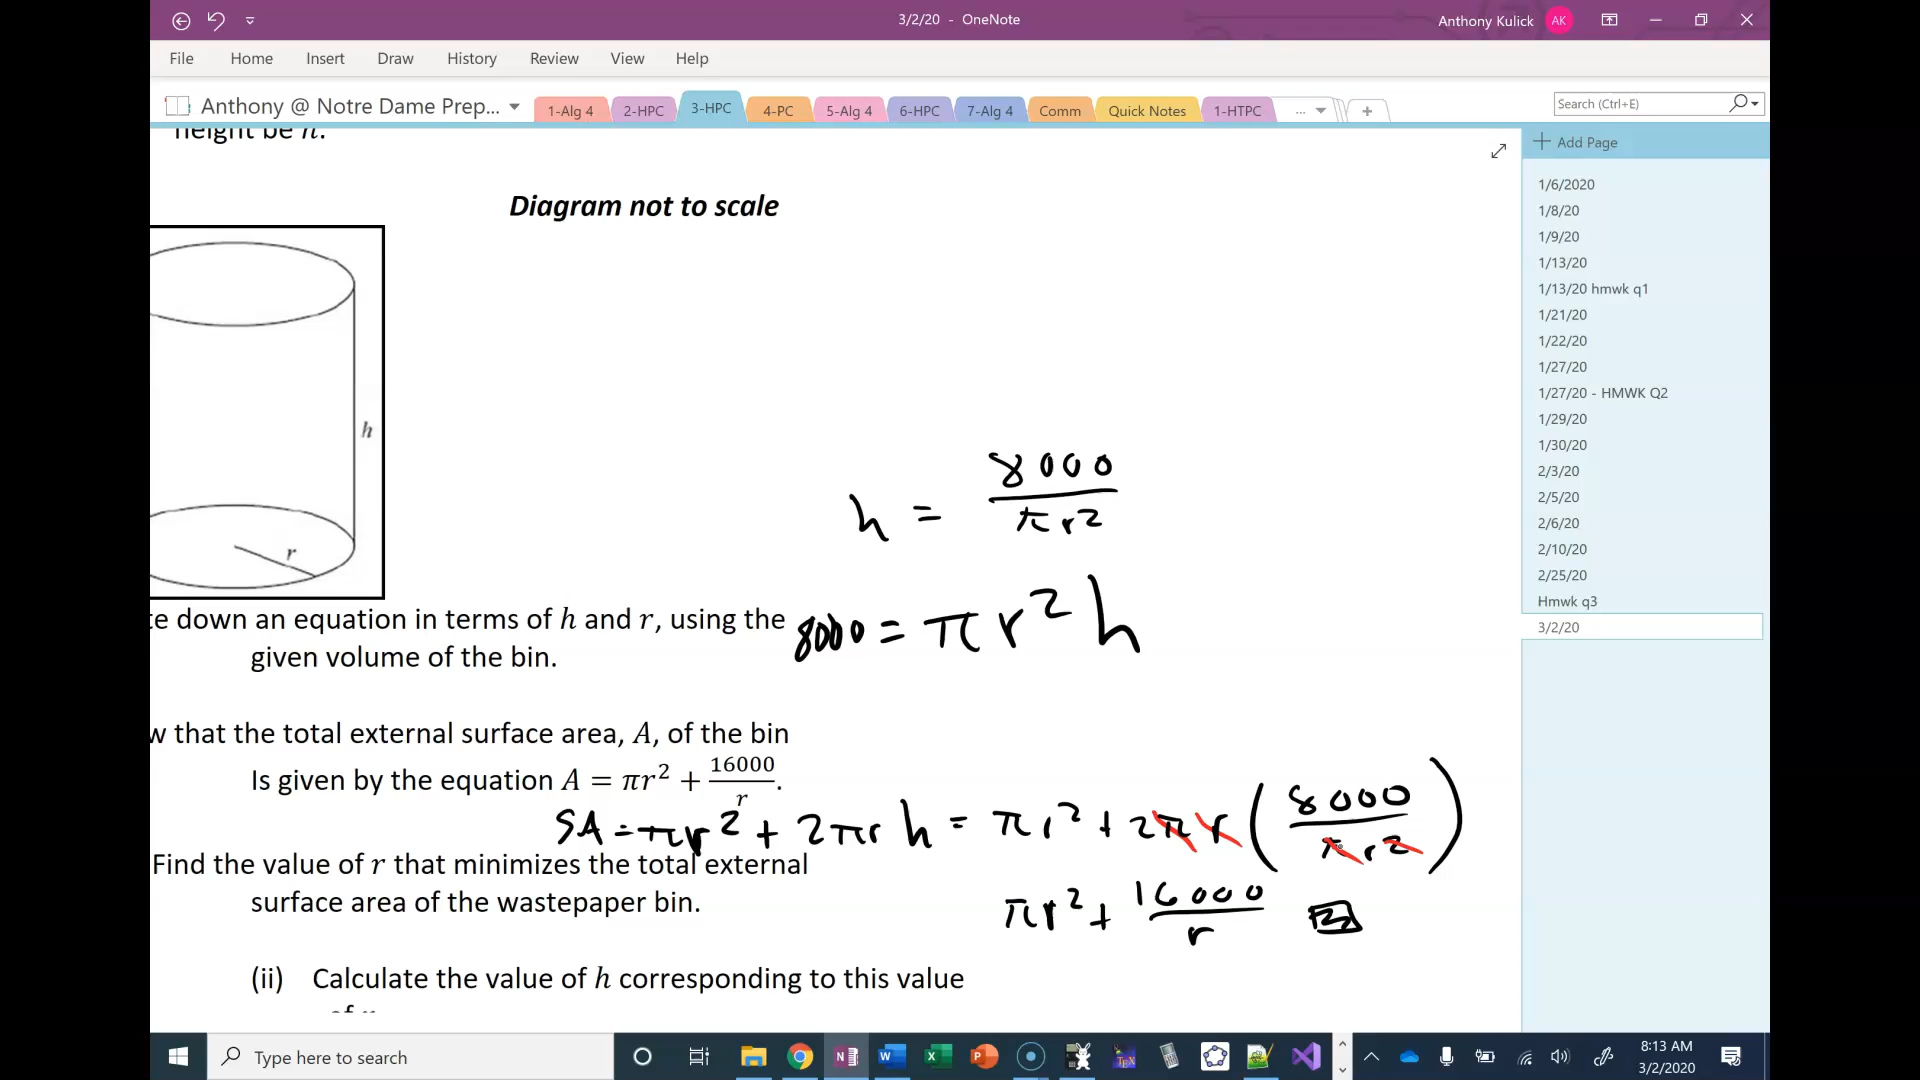 3/2/20 - OneNote
Anthony Kulick AK
File Home Insert Draw History Review View Help
Anthony @ Notre Dame Prep... 1-Alg 4 2-HPC 3-HPC 4-PC 5-Alg 4 6-HPC 7-Alg 4 Comm Quick Notes 1-HTPC ... +
Search (Ctrl+E)
height be h.
Diagram not to scale
h
r
h = 8000/πr²
te down an equation in terms of h and r, using the
given volume of the bin.
8000 = πr²h
w that the total external surface area, A, of the bin
Is given by the equation A = πr² + 16000/r.
SA = πr² + 2πr h = πr² + 2πr (8000/πr²)
πr² + 16000/r
Find the value of r that minimizes the total external
surface area of the wastepaper bin.
(ii) Calculate the value of h corresponding to this value
of r
+ Add Page
1/6/2020
1/8/20
1/9/20
1/13/20
1/13/20 hmwk q1
1/21/20
1/22/20
1/27/20
1/27/20 - HMWK Q2
1/29/20
1/30/20
2/3/20
2/5/20
2/6/20
2/10/20
2/25/20
Hmwk q3
3/2/20
Type here to search
8:13 AM
3/2/2020